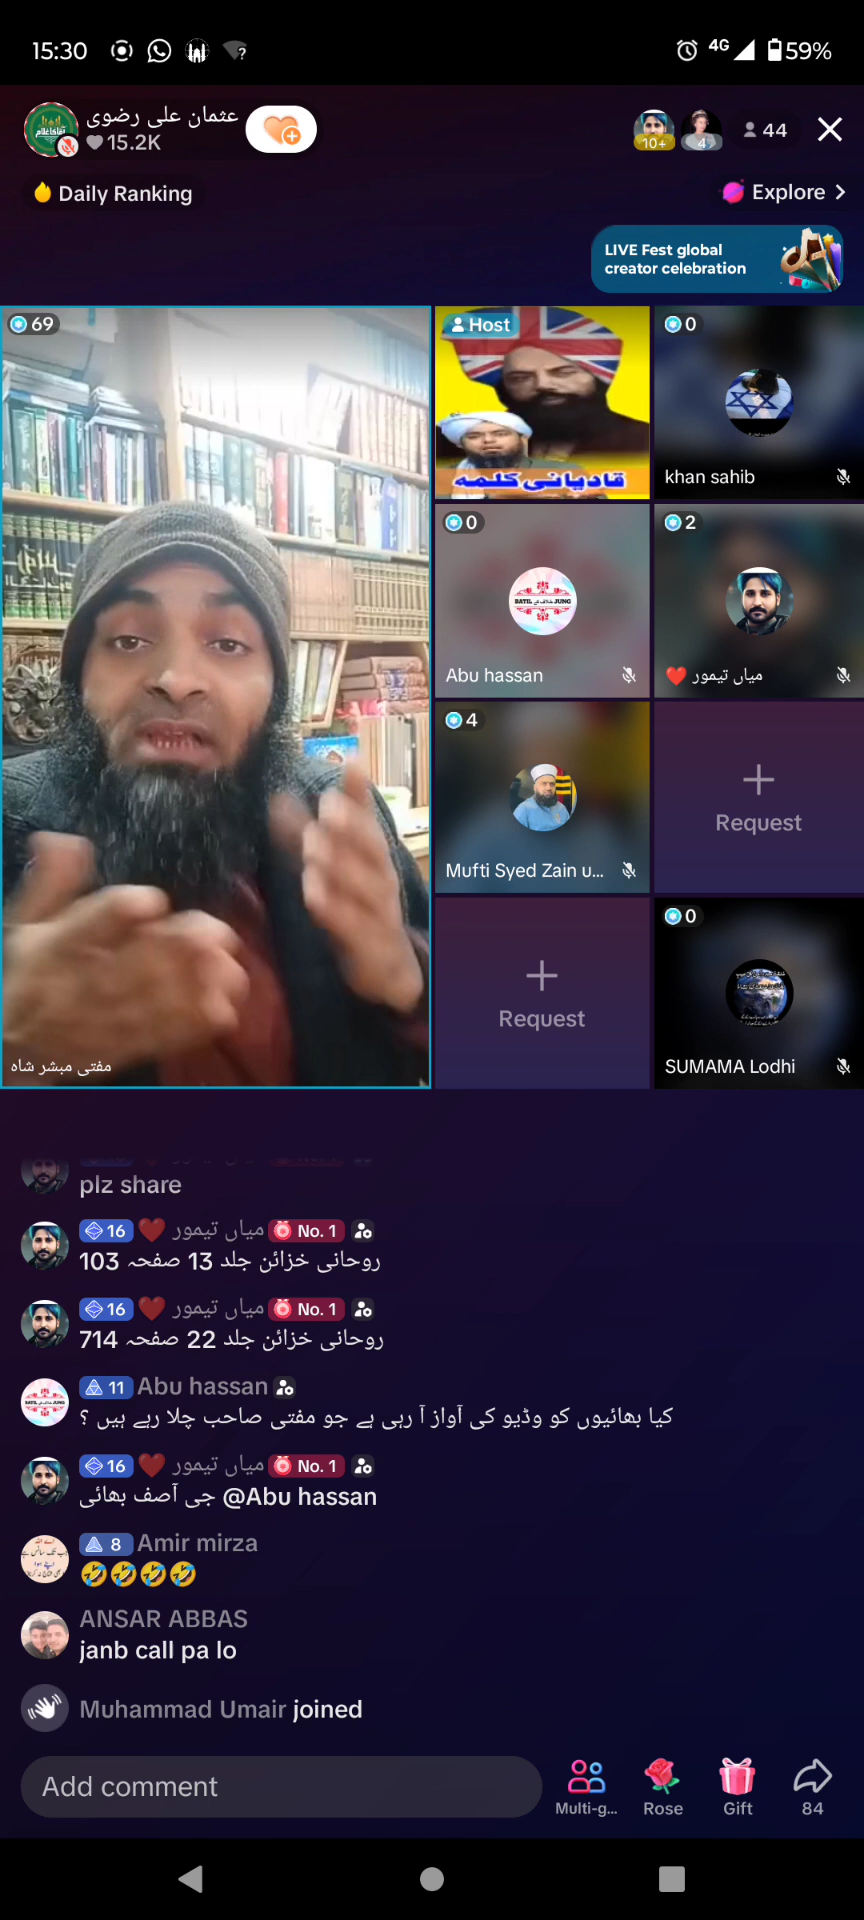 15:30
4G
59%
عثمان علی رضوی
15.2K
10+
4
44
Daily Ranking
Explore
LIVE Fest global
creator celebration
69
Host
قادیانی کلمہ
0
khan sahib
0
BATIL کے خلاف JUNG
Abu hassan
2
میاں تیمور ❤️
4
Mufti Syed Zain u...
Request
Request
0
SUMAMA Lodhi
مفتی مبشر شاہ
plz share
16 ❤️ میاں تیمور No. 1
روحانی خزائن جلد 13 صفحہ 103
16 ❤️ میاں تیمور No. 1
روحانی خزائن جلد 22 صفحہ 714
11 Abu hassan
کیا بھائیوں کو وڈیو کی آواز آ رہی ہے جو مفتی صاحب چلا رہے ہیں ؟
16 ❤️ میاں تیمور No. 1
جی آصف بھائی @Abu hassan
8 Amir mirza
🤣🤣🤣🤣
ANSAR ABBAS
janb call pa lo
Muhammad Umair joined
Add comment
Multi-g...
Rose
Gift
84